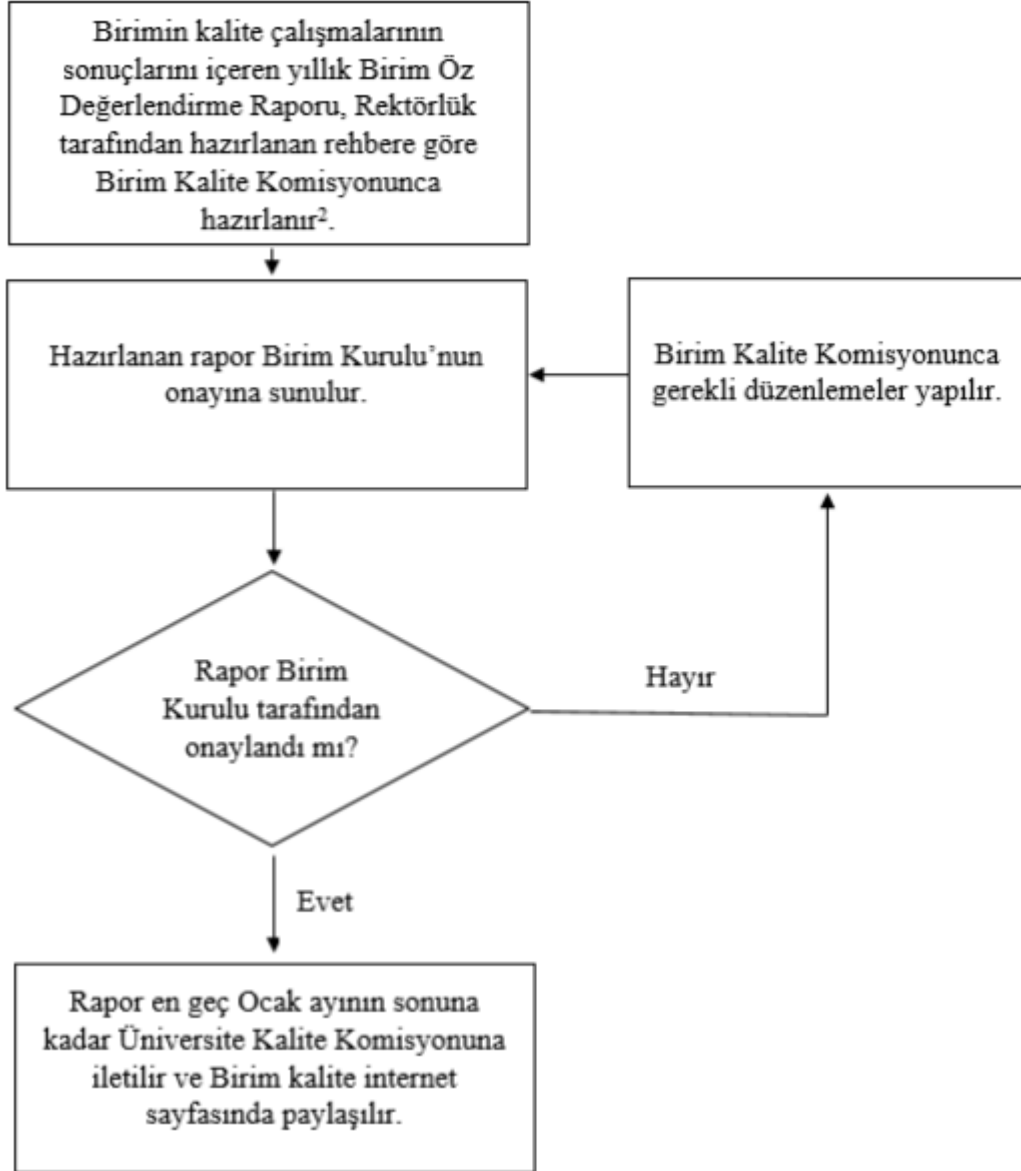 Birimin kalite çalışmalarının
sonuçlarını içeren yıllık Birim Öz
Değerlendirme Raporu, Rektörlük
tarafından hazırlanan rehbere göre
Birim Kalite Komisyonunca
hazırlanır².
Hazırlanan rapor Birim Kurulu’nun
onayına sunulur.
Birim Kalite Komisyonunca
gerekli düzenlemeler yapılır.
Rapor Birim
Kurulu tarafından
onaylandı mı?
Hayır
Evet
Rapor en geç Ocak ayının sonuna
kadar Üniversite Kalite Komisyonuna
iletilir ve Birim kalite internet
sayfasında paylaşılır.